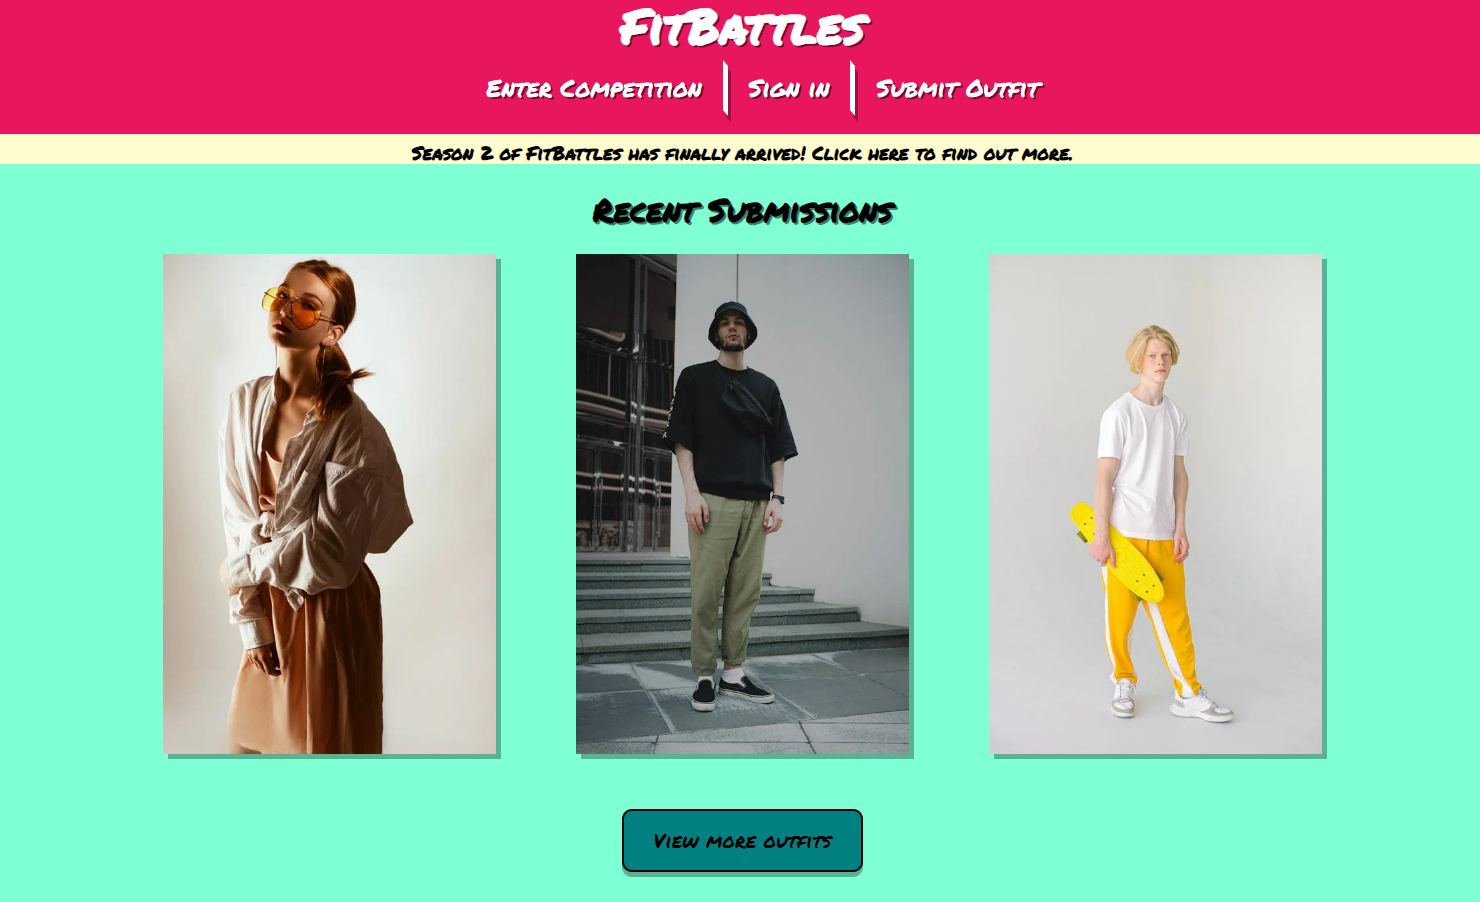 FitBattles
Enter Competition Sign in Submit Outfit
Season 2 of FitBattles has finally arrived! Click here to find out more.
Recent Submissions
View more outfits